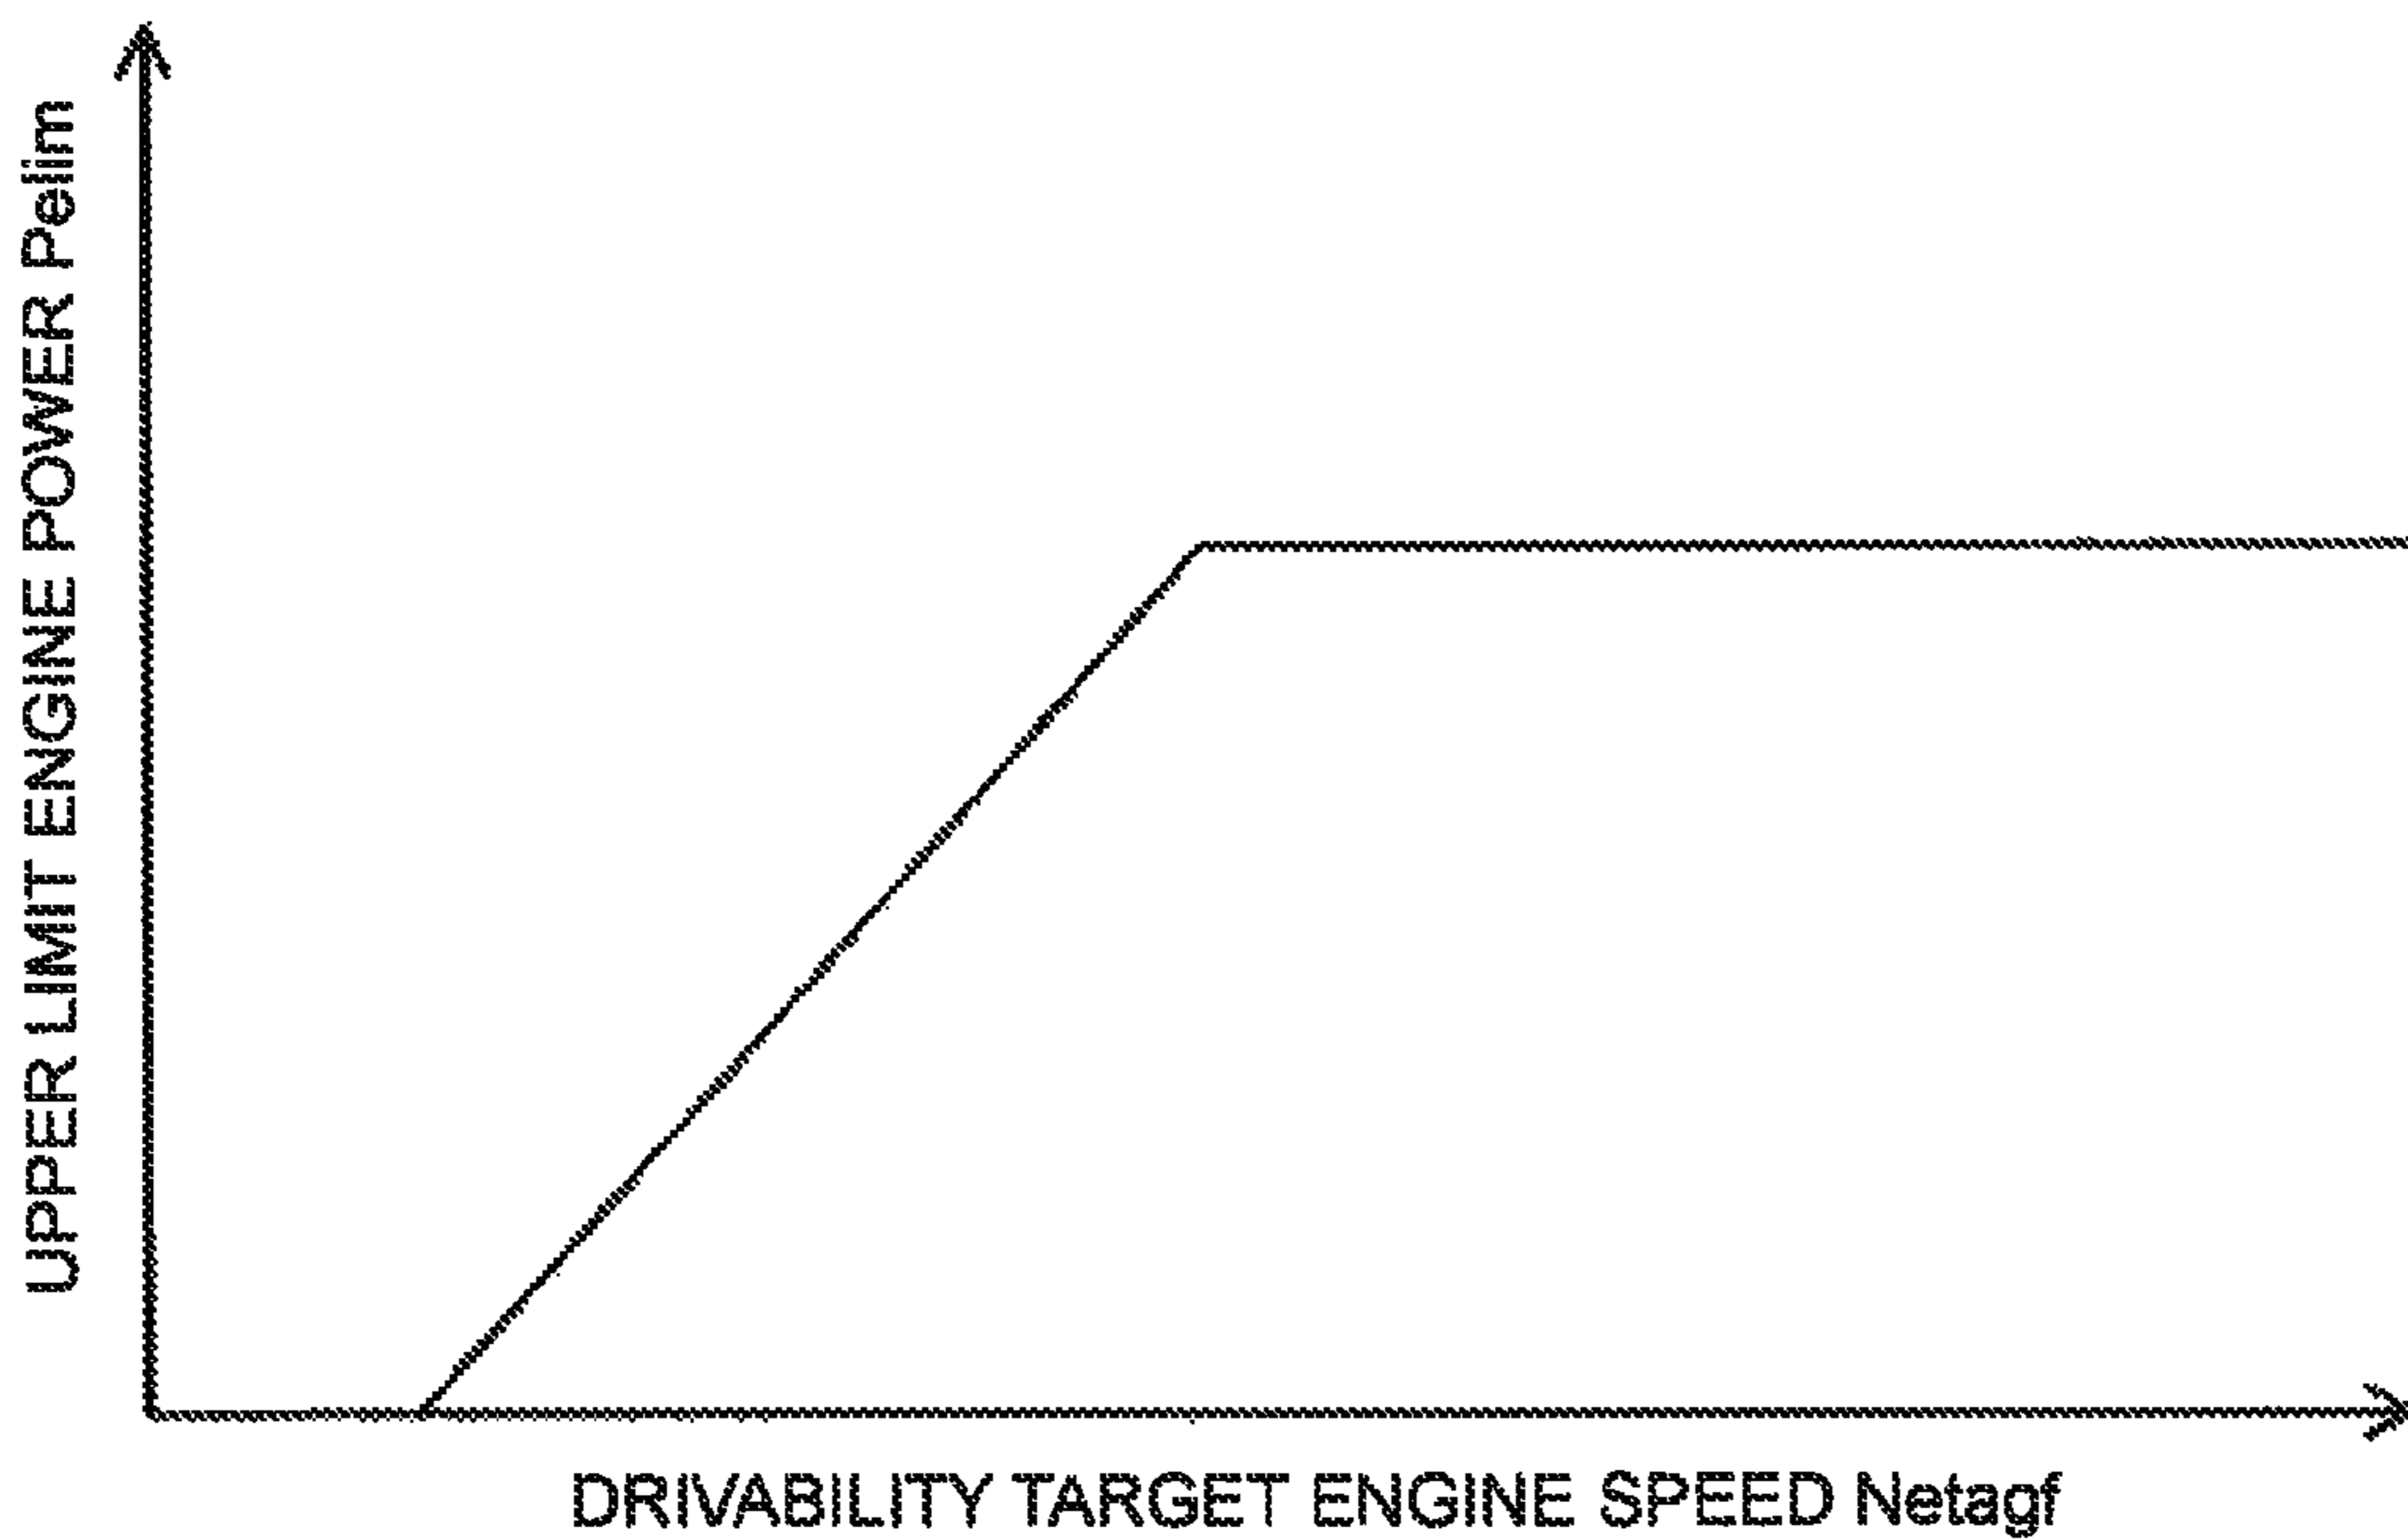 UPPER LIMIT ENGINE POWER Pelim
DRIVABILITY TARGET ENGINE SPEED Netagf